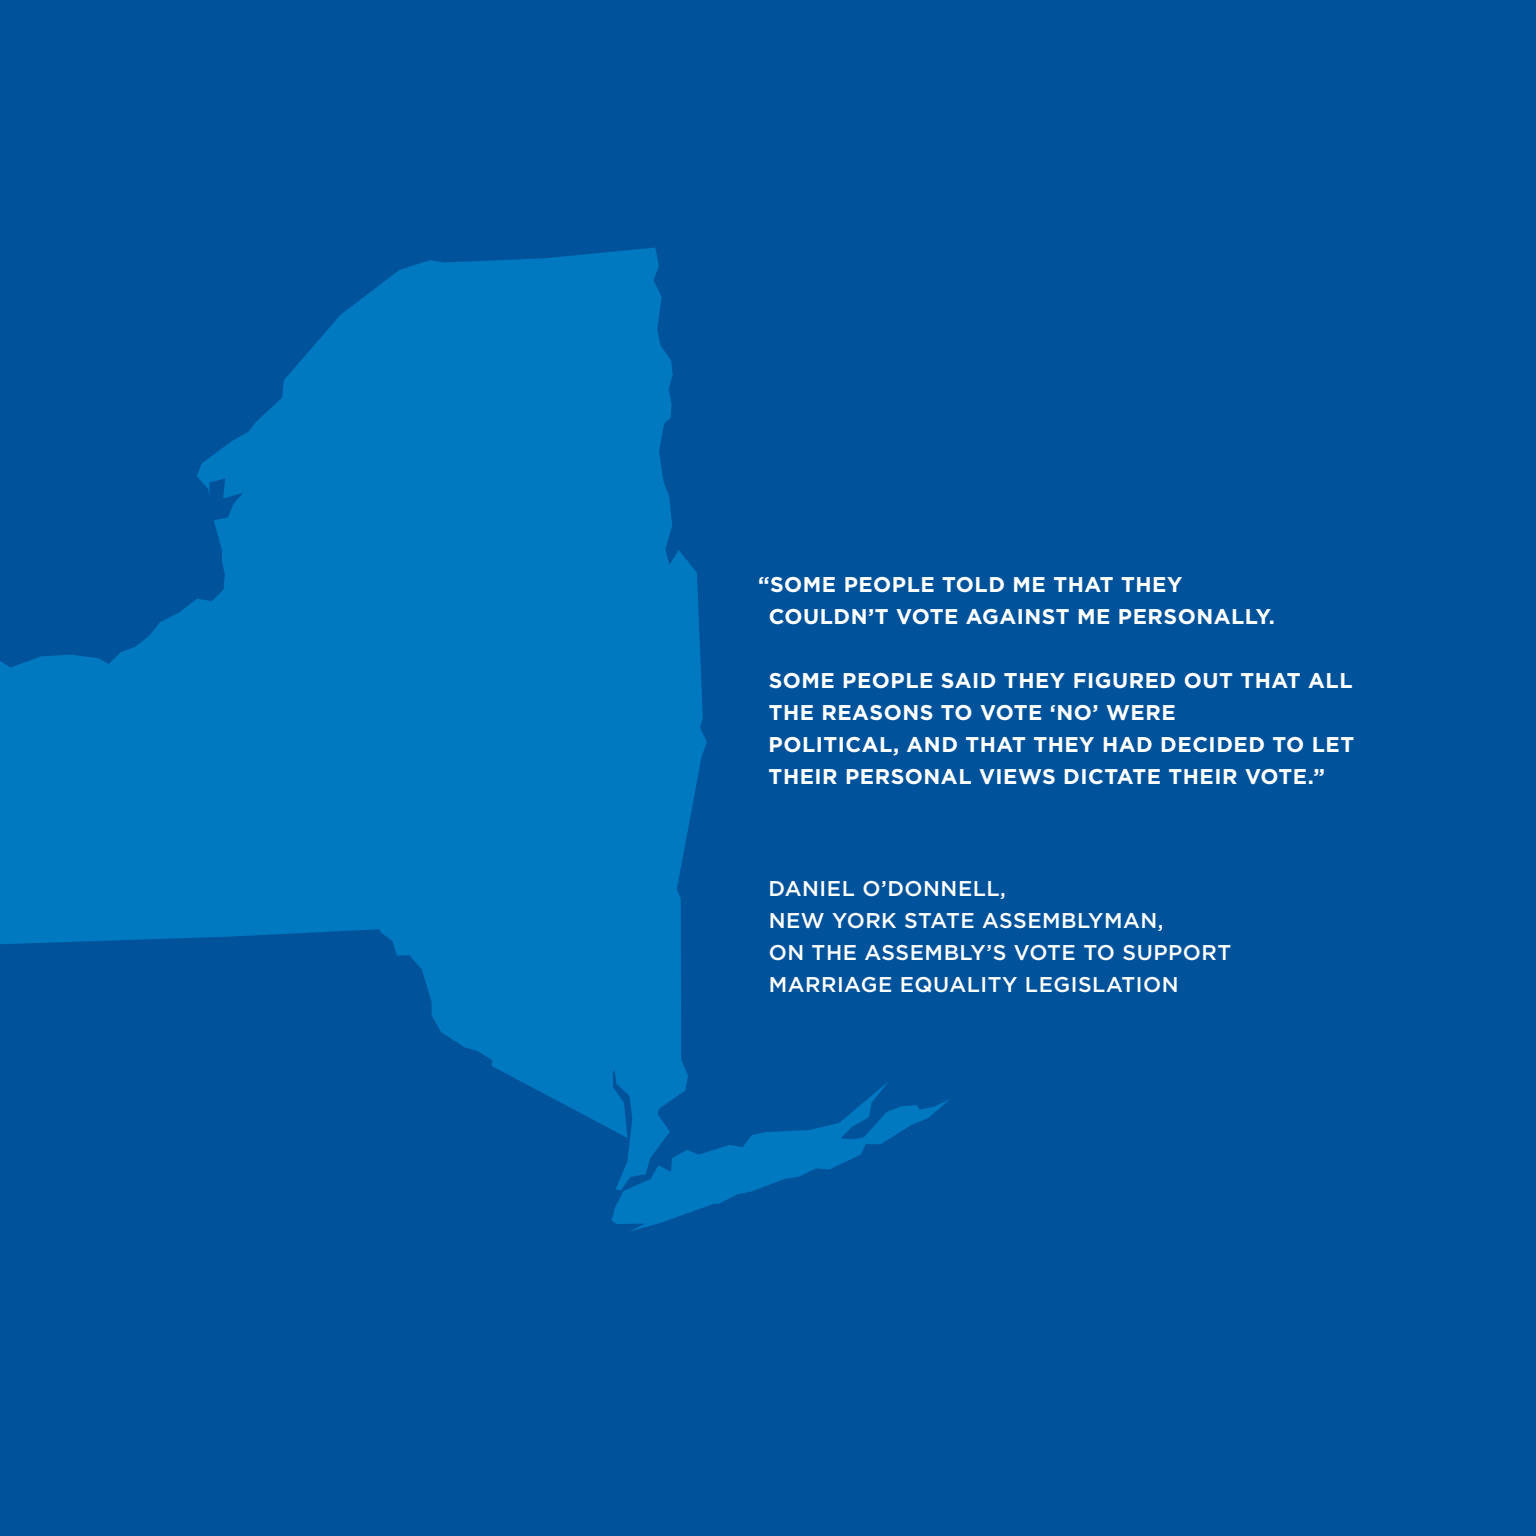 “SOME PEOPLE TOLD ME THAT THEY
COULDN’T VOTE AGAINST ME PERSONALLY.
SOME PEOPLE SAID THEY FIGURED OUT THAT ALL
THE REASONS TO VOTE ‘NO’ WERE
POLITICAL, AND THAT THEY HAD DECIDED TO LET
THEIR PERSONAL VIEWS DICTATE THEIR VOTE.”
DANIEL O’DONNELL,
NEW YORK STATE ASSEMBLYMAN,
ON THE ASSEMBLY’S VOTE TO SUPPORT
MARRIAGE EQUALITY LEGISLATION